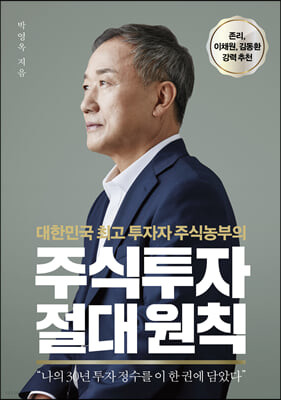 박영옥 지음
존리,
이채원, 김동환
강력 추천
대한민국 최고 투자자 주식농부의
주식투자
절대 원칙
“나의 30년 투자 정수를 이 한 권에 담았다”